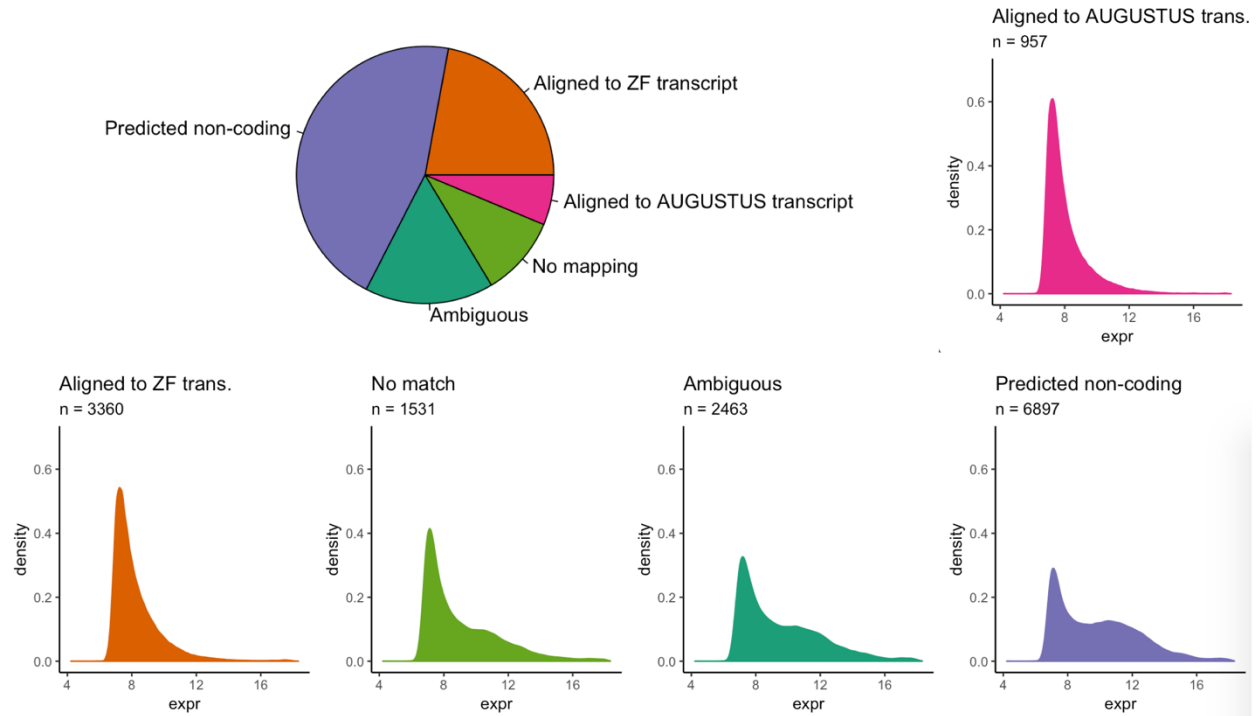 Aligned to ZF transcript
Predicted non-coding
Aligned to AUGUSTUS transcript
No mapping
Ambiguous
Aligned to AUGUSTUS trans.
n = 957
density
0.6
0.4
0.2
0.0
4 8 12 16
expr
Aligned to ZF trans.
n = 3360
density
0.6
0.4
0.2
0.0
4 8 12 16
expr
No match
n = 1531
density
0.6
0.4
0.2
0.0
4 8 12 16
expr
Ambiguous
n = 2463
density
0.6
0.4
0.2
0.0
4 8 12 16
expr
Predicted non-coding
n = 6897
density
0.6
0.4
0.2
0.0
4 8 12 16
expr